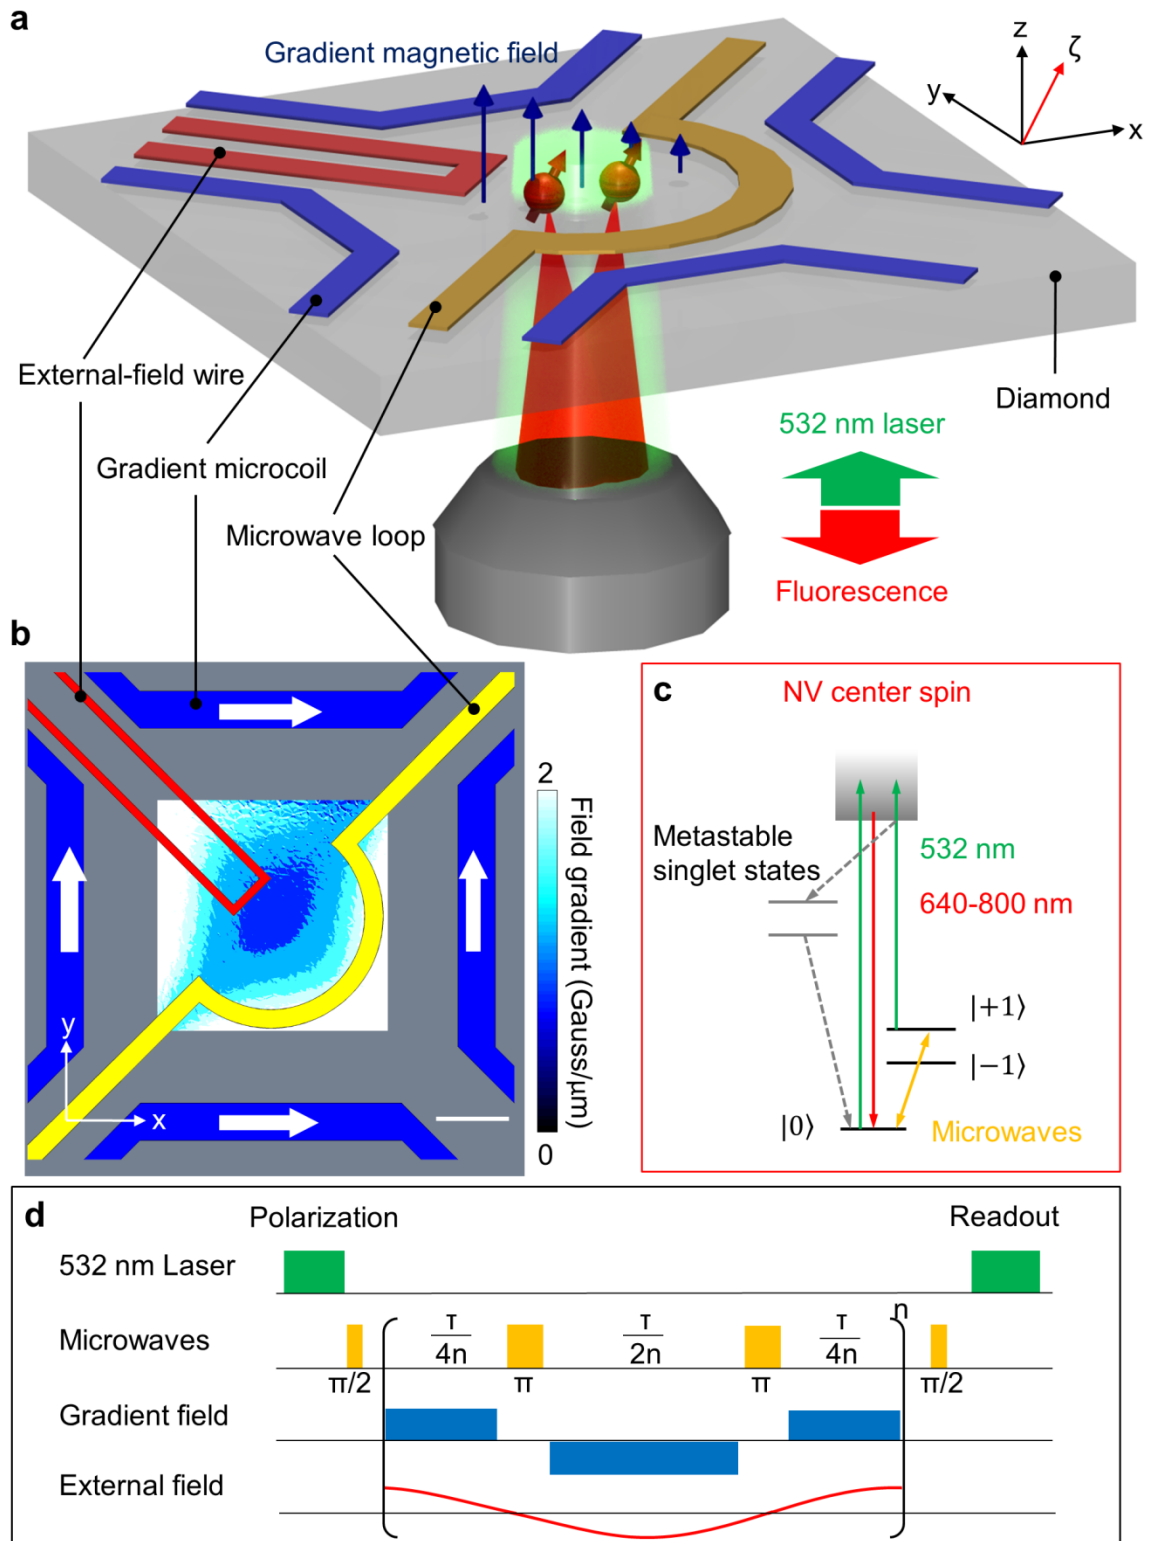 a
Gradient magnetic field
z
ζ
y
x
External-field wire
Gradient microcoil
Microwave loop
Diamond
532 nm laser
Fluorescence
b
2
Field gradient (Gauss/μm)
0
y
x
c
NV center spin
Metastable
singlet states
532 nm
640-800 nm
|+1⟩
|−1⟩
|0⟩
Microwaves
d
Polarization
Readout
532 nm Laser
n
Microwaves
τ
4n
τ
2n
τ
4n
π/2
π
π
π/2
Gradient field
External field